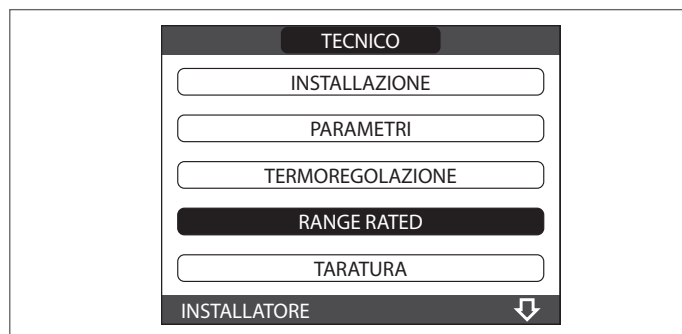 TECNICO
INSTALLAZIONE
PARAMETRI
TERMOREGOLAZIONE
RANGE RATED
TARATURA
INSTALLATORE